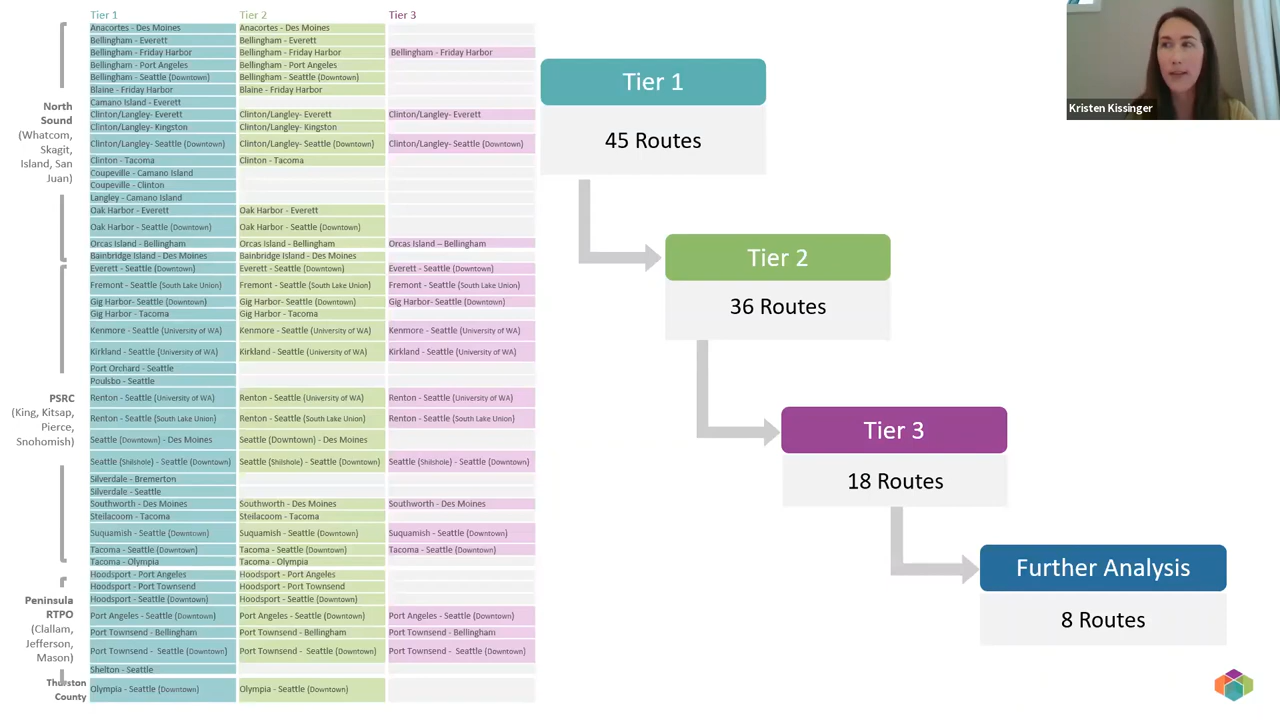 Tier 1 Tier 2 Tier 3
Anacortes - Des Moines Anacortes - Des Moines
Bellingham - Everett Bellingham - Everett
Bellingham - Friday Harbor Bellingham - Friday Harbor Bellingham - Friday Harbor
Bellingham - Port Angeles Bellingham - Port Angeles
Bellingham - Seattle (Downtown) Bellingham - Seattle (Downtown)
Blaine - Friday Harbor Blaine - Friday Harbor
Camano Island - Everett
Clinton/Langley- Everett Clinton/Langley- Everett Clinton/Langley- Everett
Clinton/Langley- Kingston Clinton/Langley- Kingston
Clinton/Langley- Seattle (Downtown) Clinton/Langley- Seattle (Downtown) Clinton/Langley- Seattle (Downtown)
Clinton - Tacoma Clinton - Tacoma
Coupeville - Camano Island
Coupeville - Clinton
Langley - Camano Island
Oak Harbor - Everett Oak Harbor - Everett
Oak Harbor - Seattle (Downtown) Oak Harbor - Seattle (Downtown)
Orcas Island - Bellingham Orcas Island - Bellingham Orcas Island – Bellingham
Bainbridge Island - Des Moines Bainbridge Island - Des Moines
Everett - Seattle (Downtown) Everett - Seattle (Downtown) Everett - Seattle (Downtown)
Fremont - Seattle (South Lake Union) Fremont - Seattle (South Lake Union) Fremont - Seattle (South Lake Union)
Gig Harbor- Seattle (Downtown) Gig Harbor- Seattle (Downtown) Gig Harbor- Seattle (Downtown)
Gig Harbor - Tacoma Gig Harbor - Tacoma
Kenmore - Seattle (University of WA) Kenmore - Seattle (University of WA) Kenmore - Seattle (University of WA)
Kirkland - Seattle (University of WA) Kirkland - Seattle (University of WA) Kirkland - Seattle (University of WA)
Port Orchard - Seattle
Poulsbo - Seattle
Renton - Seattle (University of WA) Renton - Seattle (University of WA) Renton - Seattle (University of WA)
Renton - Seattle (South Lake Union) Renton - Seattle (South Lake Union) Renton - Seattle (South Lake Union)
Seattle (Downtown) - Des Moines Seattle (Downtown) - Des Moines
Seattle (Shilshole) - Seattle (Downtown) Seattle (Shilshole) - Seattle (Downtown) Seattle (Shilshole) - Seattle (Downtown)
Silverdale - Bremerton
Silverdale - Seattle
Southworth - Des Moines Southworth - Des Moines Southworth - Des Moines
Steilacoom - Tacoma Steilacoom - Tacoma
Suquamish - Seattle (Downtown) Suquamish - Seattle (Downtown) Suquamish - Seattle (Downtown)
Tacoma - Seattle (Downtown) Tacoma - Seattle (Downtown) Tacoma - Seattle (Downtown)
Tacoma - Olympia Tacoma - Olympia
Hoodsport - Port Angeles Hoodsport - Port Angeles
Hoodsport - Port Townsend Hoodsport - Port Townsend
Hoodsport - Seattle (Downtown) Hoodsport - Seattle (Downtown)
Port Angeles - Seattle (Downtown) Port Angeles - Seattle (Downtown) Port Angeles - Seattle (Downtown)
Port Townsend - Bellingham Port Townsend - Bellingham Port Townsend - Bellingham
Port Townsend - Seattle (Downtown) Port Townsend - Seattle (Downtown) Port Townsend - Seattle (Downtown)
Shelton - Seattle
Olympia - Seattle (Downtown) Olympia - Seattle (Downtown)
North
Sound
(Whatcom,
Skagit,
Island, San
Juan)
PSRC
(King, Kitsap,
Pierce,
Snohomish)
Peninsula
RTPO
(Clallam,
Jefferson,
Mason)
Thurston
County
Tier 1
45 Routes
Tier 2
36 Routes
Tier 3
18 Routes
Further Analysis
8 Routes
Kristen Kissinger